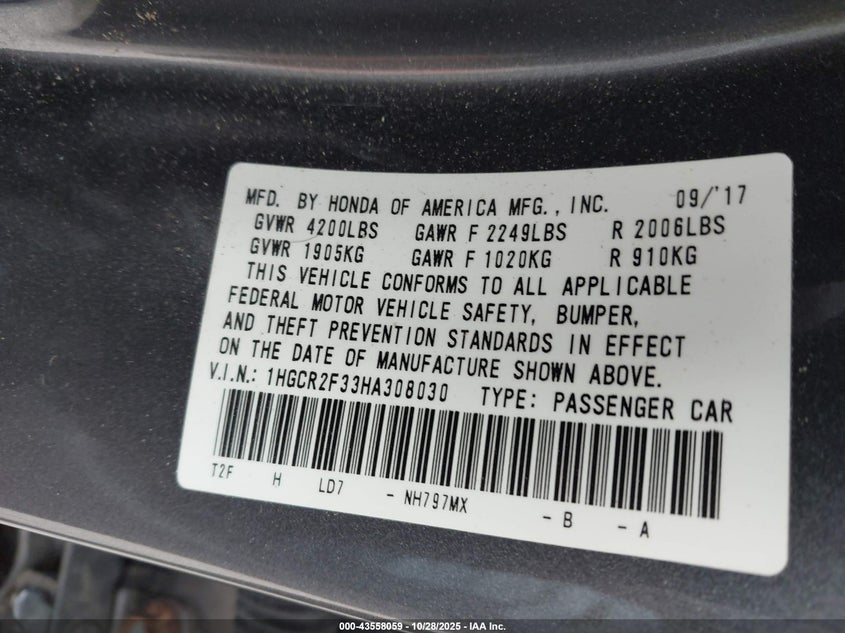 MFD. BY HONDA OF AMERICA MFG., INC. 09/'17
GVWR 4200LBS GAWR F 2249LBS R 2006LBS
GVWR 1905KG GAWR F 1020KG R 910KG
THIS VEHICLE CONFORMS TO ALL APPLICABLE
FEDERAL MOTOR VEHICLE SAFETY, BUMPER,
AND THEFT PREVENTION STANDARDS IN EFFECT
ON THE DATE OF MANUFACTURE SHOWN ABOVE.
V.I.N.: 1HGCR2F33HA308030 TYPE: PASSENGER CAR
T2F H LD7 - NH797MX - B - A
000-43558059 - 10/28/2025 - IAA Inc.